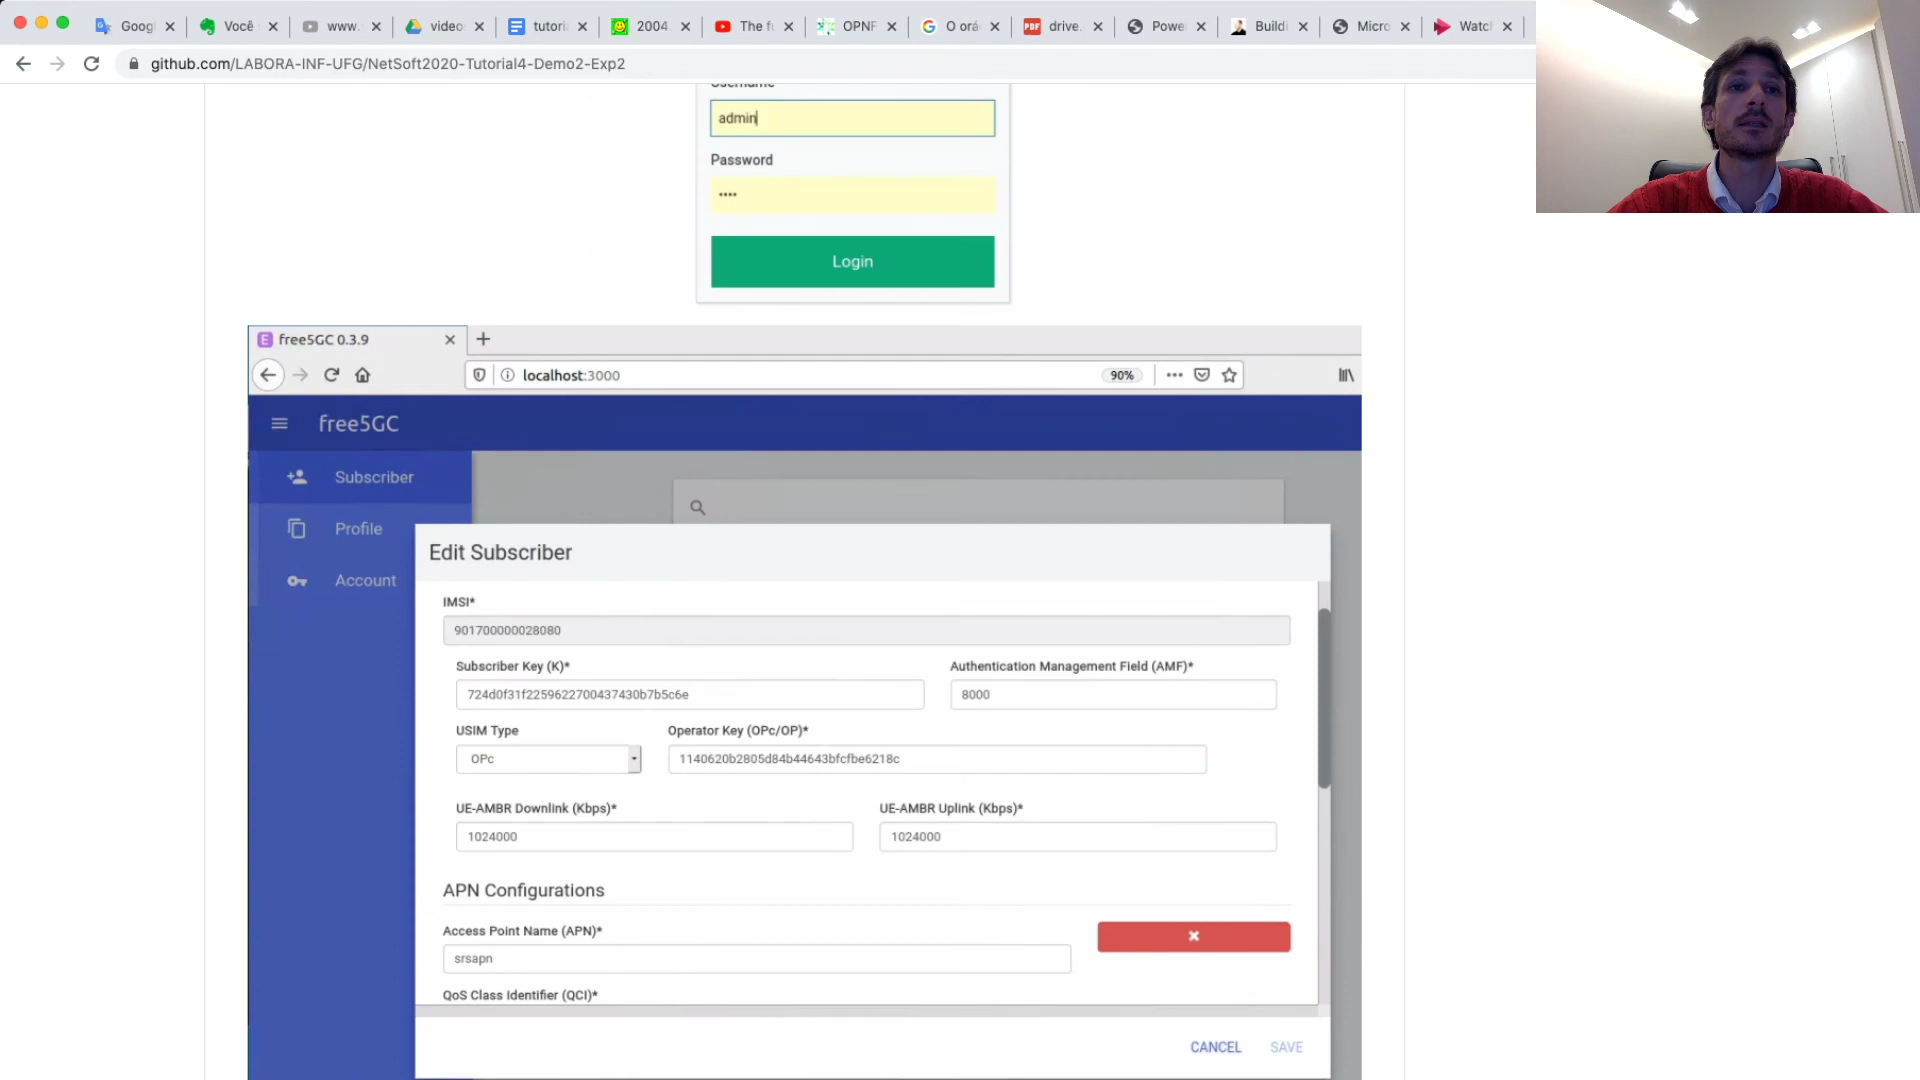 Goog
Você
www.
video
tutori
2004.
The fu
OPNF
O orá
drive.
Powe
Buildi
Micro
Watch
github.com/LABORA-INF-UFG/NetSoft2020-Tutorial4-Demo2-Exp2
Username
admin
Password
••••
Login
free5GC 0.3.9
localhost:3000
90%
free5GC
Subscriber
Profile
Account
Edit Subscriber
IMSI*
901700000028080
Subscriber Key (K)*
Authentication Management Field (AMF)*
724d0f31f2259622700437430b7b5c6e
8000
USIM Type
Operator Key (OPc/OP)*
OPc
1140620b2805d84b44643bfcfbe6218c
UE-AMBR Downlink (Kbps)*
UE-AMBR Uplink (Kbps)*
1024000
1024000
APN Configurations
Access Point Name (APN)*
srsapn
QoS Class Identifier (QCI)*
CANCEL
SAVE